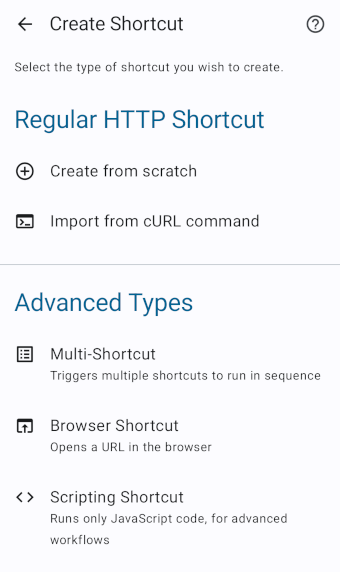 Create Shortcut
Select the type of shortcut you wish to create.
Regular HTTP Shortcut
Create from scratch
Import from cURL command
Advanced Types
Multi-Shortcut
Triggers multiple shortcuts to run in sequence
Browser Shortcut
Opens a URL in the browser
Scripting Shortcut
Runs only JavaScript code, for advanced
workflows